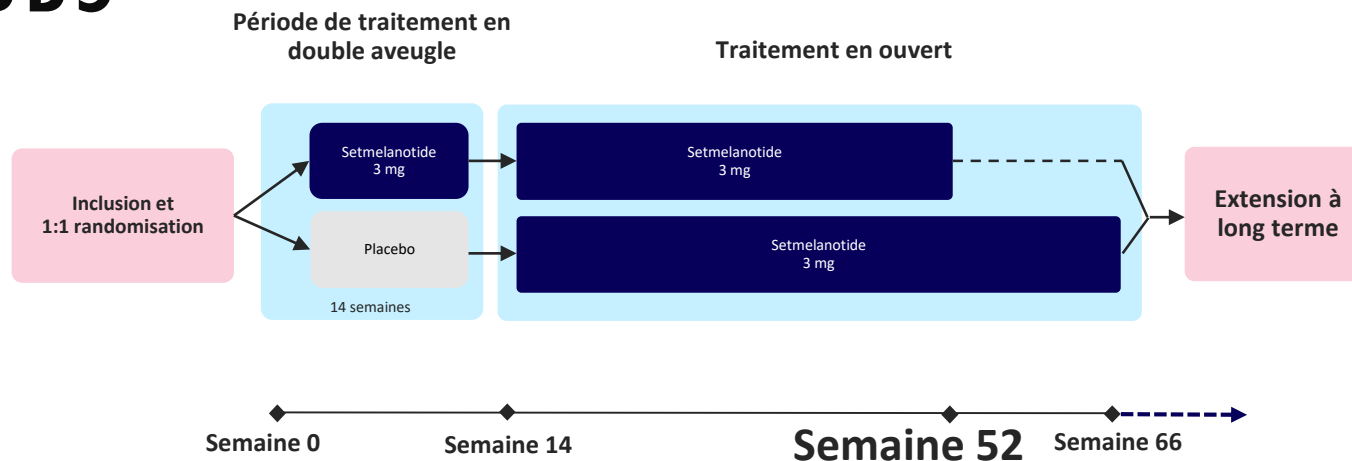 Période de traitement en
double aveugle
Traitement en ouvert
Inclusion et
1:1 randomisation
Setmelanotide
3 mg
Placebo
14 semaines
Setmelanotide
3 mg
Setmelanotide
3 mg
Extension à
long terme
Semaine 0
Semaine 14
Semaine 52
Semaine 66